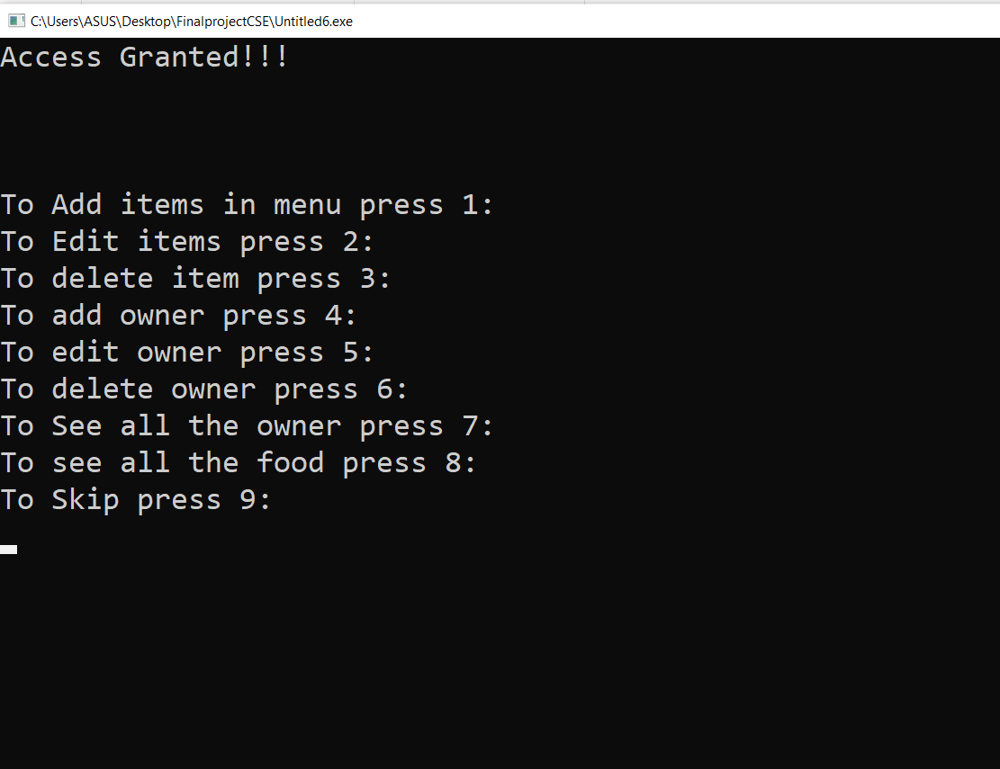 C:\Users\ASUS\Desktop\FinalprojectCSE\Untitled6.exe
Access Granted!!!
To Add items in menu press 1:
To Edit items press 2:
To delete item press 3:
To add owner press 4:
To edit owner press 5:
To delete owner press 6:
To See all the owner press 7:
To see all the food press 8:
To Skip press 9: